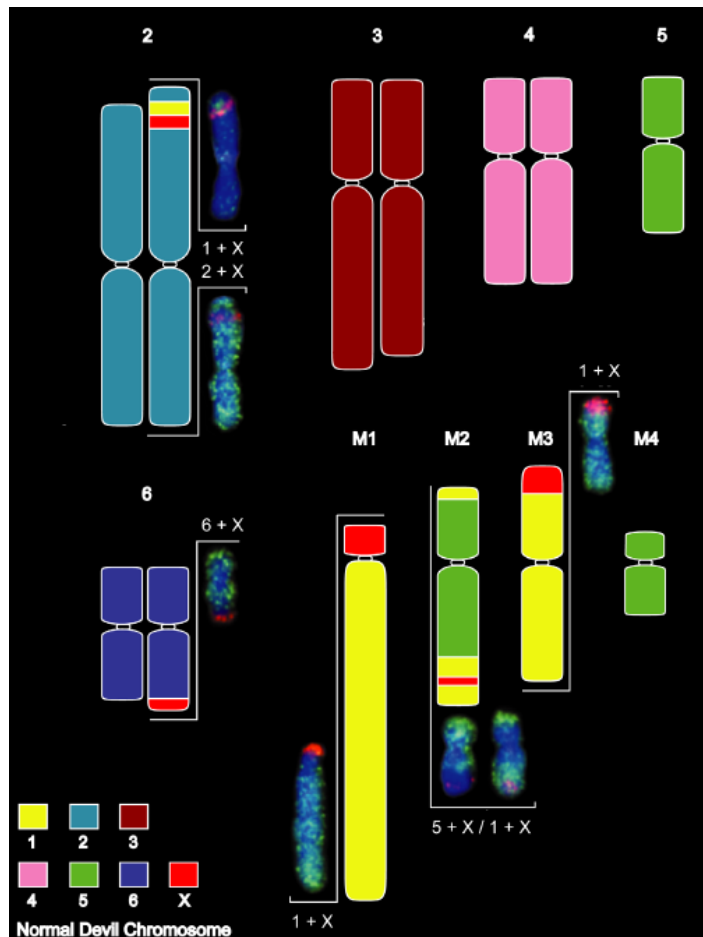 2 3 4 5
1 + X
2 + X
1 + X
M1 M2 M3 M4
6
6 + X
5 + X / 1 + X
1 + X
1 2 3
4 5 6 X
Normal Devil Chromosome